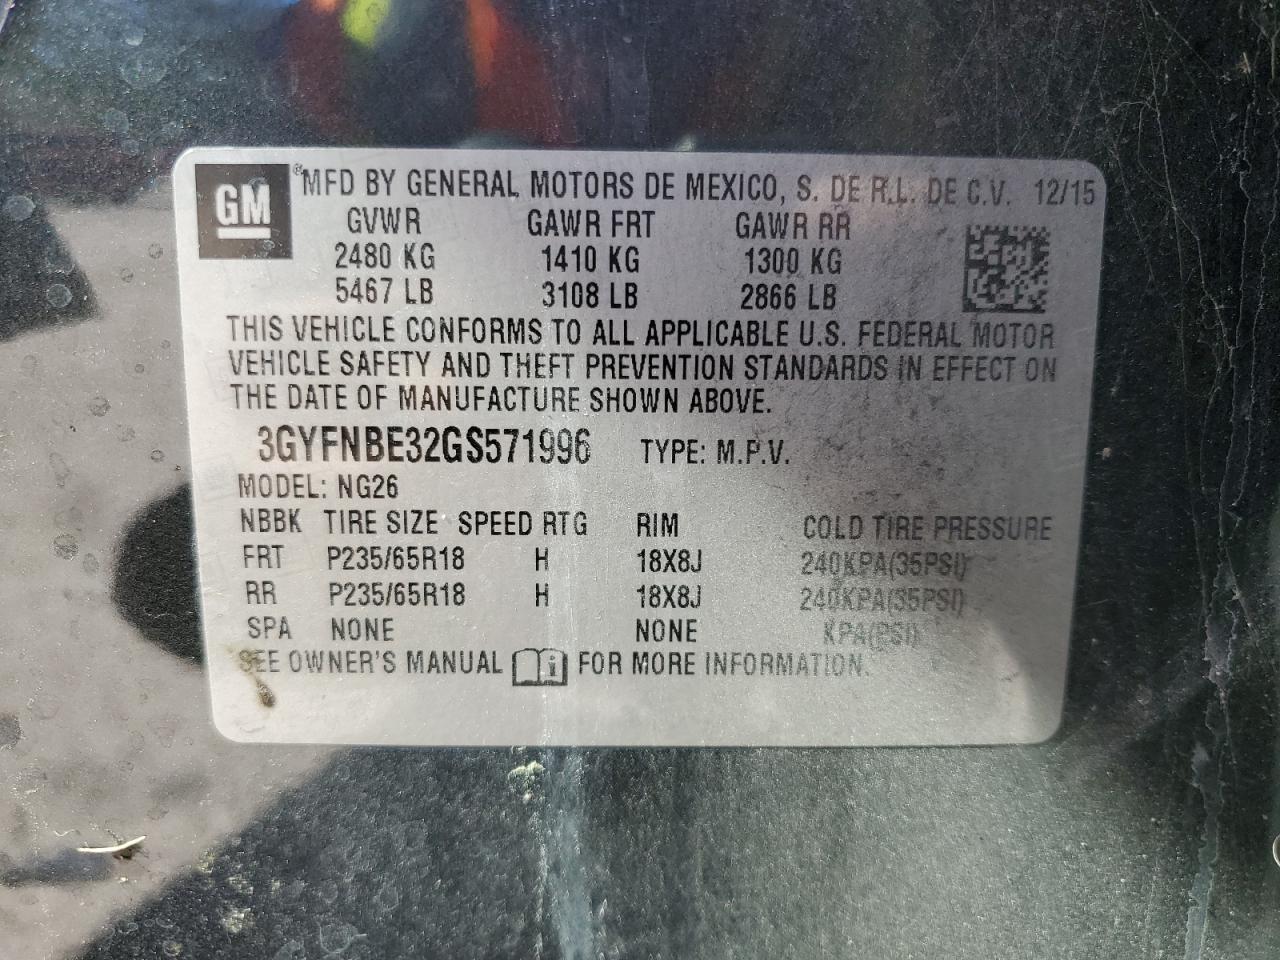 GM ® MFD BY GENERAL MOTORS DE MEXICO, S. DE R.L. DE C.V. 12/15
GVWR GAWR FRT GAWR RR
2480 KG 1410 KG 1300 KG
5467 LB 3108 LB 2866 LB
THIS VEHICLE CONFORMS TO ALL APPLICABLE U.S. FEDERAL MOTOR
VEHICLE SAFETY AND THEFT PREVENTION STANDARDS IN EFFECT ON
THE DATE OF MANUFACTURE SHOWN ABOVE.
3GYFNBE32GS571996 TYPE: M.P.V.
MODEL: NG26
NBBK TIRE SIZE SPEED RTG RIM COLD TIRE PRESSURE
FRT P235/65R18 H 18X8J 240KPA(35PSI)
RR P235/65R18 H 18X8J 240KPA(35PSI)
SPA NONE NONE KPA(PSI)
SEE OWNER'S MANUAL i FOR MORE INFORMATION.